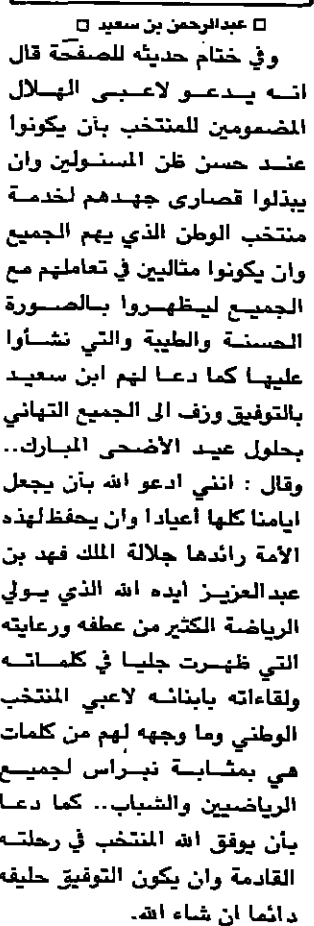 □ عبدالرحمن بن سعيد □
وفي ختام حديثه للصفحة قال
انه يدعو لاعبى الهلال
المضمومين للمنتخب بأن يكونوا
عند حسن ظن المسئولين وان
يبذلوا قصارى جهدهم لخدمة
منتخب الوطن الذي يهم الجميع
وان يكونوا مثاليين في تعاملهم مع
الجميع ليظهروا بالصورة
الحسنة والطيبة والتي نشأوا
عليها كما دعا لهم ابن سعيد
بالتوفيق وزف الى الجميع التهاني
بحلول عيد الأضحى المبارك..
وقال : انني ادعو الله بأن يجعل
ايامنا كلها أعيادا وان يحفظ لهذه
الأمة رائدها جلالة الملك فهد بن
عبدالعزيز أيده الله الذي يولي
الرياضة الكثير من عطفه ورعايته
التي ظهرت جليا في كلماته
ولقاءاته بابنائه لاعبي المنتخب
الوطني وما وجهه لهم من كلمات
هي بمثابة نبراس لجميع
الرياضيين والشباب.. كما دعا
بأن يوفق الله المنتخب في رحلته
القادمة وان يكون التوفيق حليفه
دائما ان شاء الله.